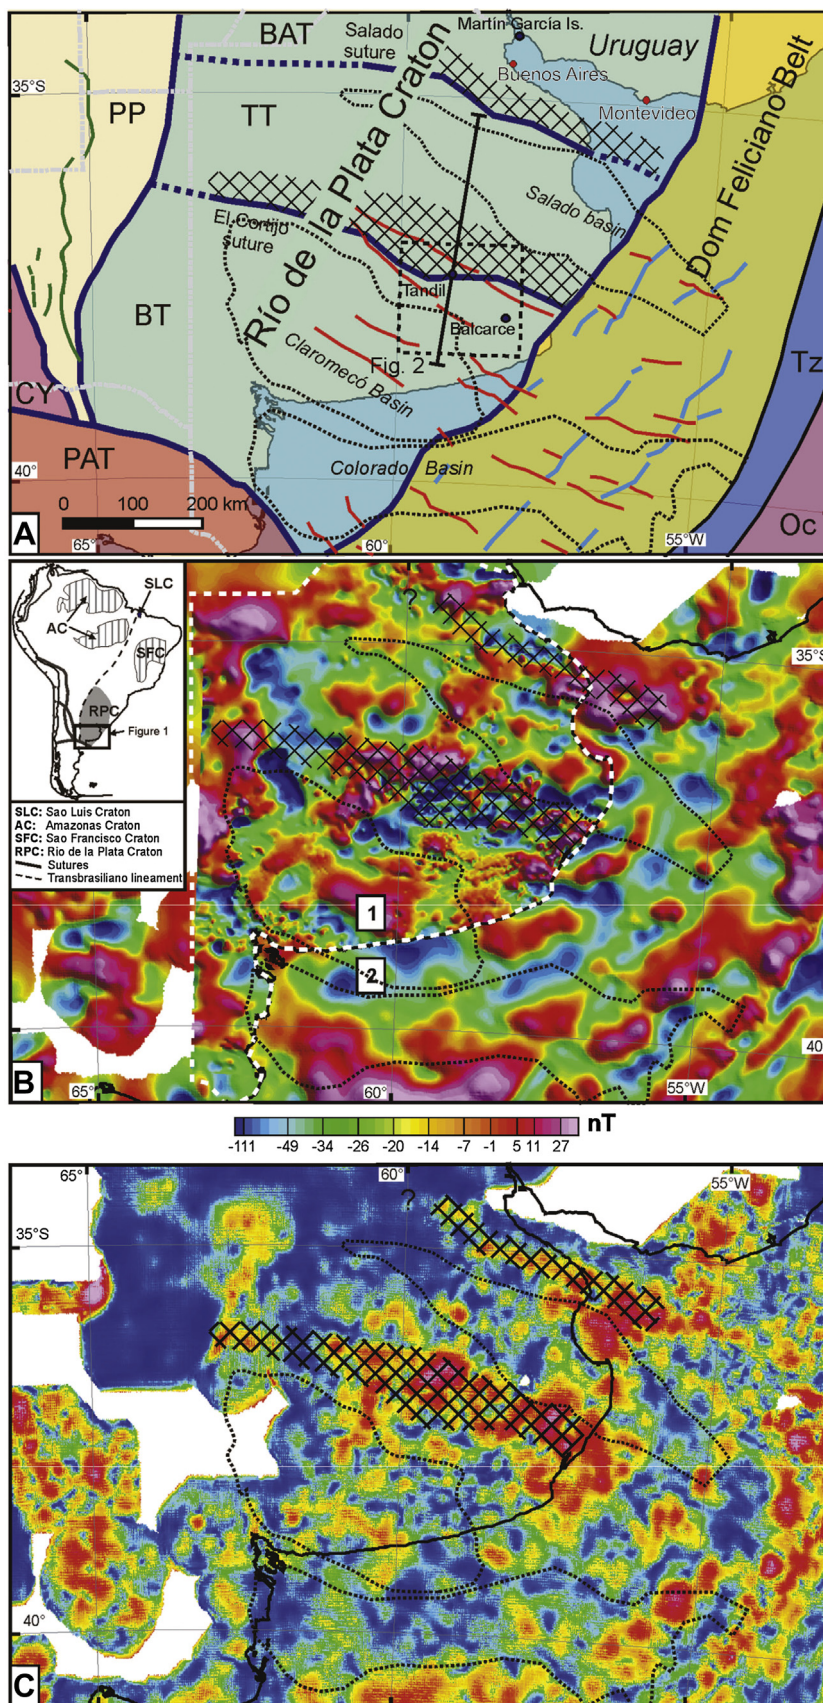 BAT
Salado
suture
Martín García Is.
Uruguay
Buenos Aires
Montevideo
35°S
PP
TT
Río de la Plata Craton
Dom Feliciano Belt
Salado basin
El Cortijo
suture
Tandil
Balcarce
BT
Fig. 2
Claromecó Basin
Tz
CY
PAT
40°
Colorado Basin
0 100 200 km
Oc
A
65°
60°
55°W
SLC
AC
SFC
RPC
Figure 1
SLC: Sao Luis Craton
AC: Amazonas Craton
SFC: Sao Francisco Craton
RPC: Rio de la Plata Craton
Sutures
Transbrasiliano lineament
?
35°S
1
2
40
B
65°
60°
55°W
nT
-111 -49 -34 -26 -20 -14 -7 -1 5 11 27
65°
60°
55°W
?
35°S
40°
C